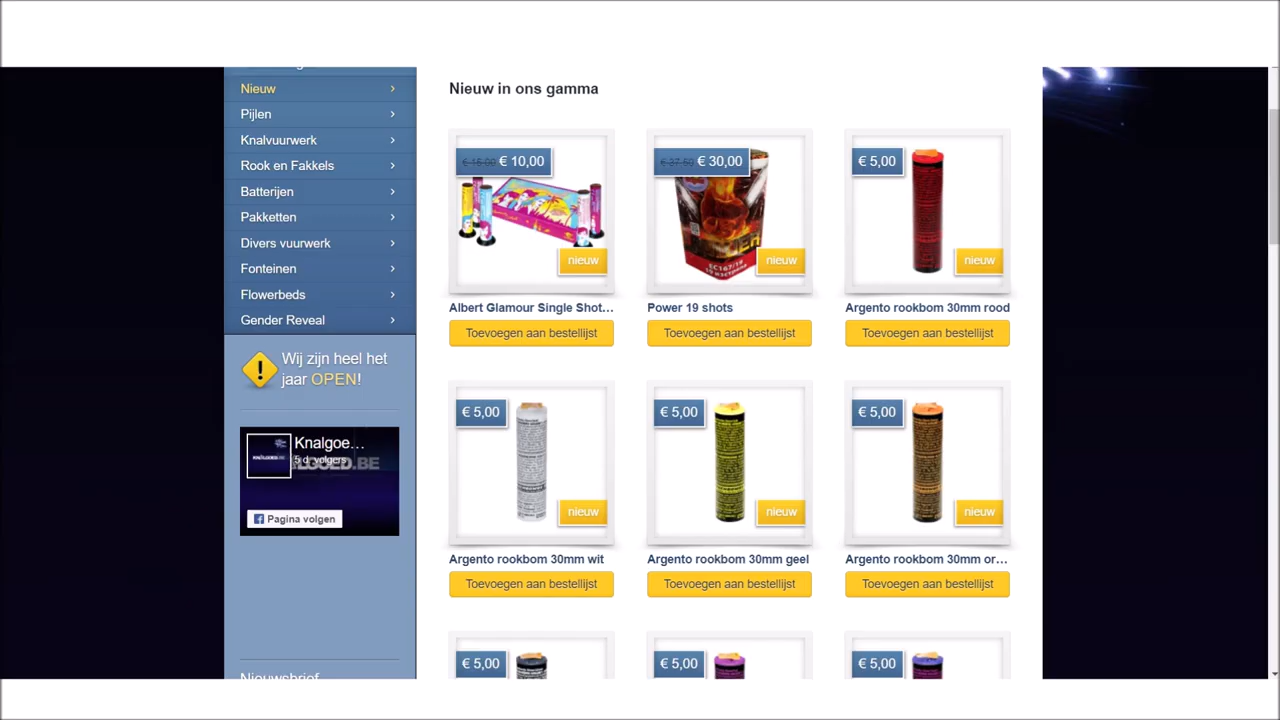 Nieuw
Pijlen
Knalvuurwerk
Rook en Fakkels
Batterijen
Pakketten
Divers vuurwerk
Fonteinen
Flowerbeds
Gender Reveal
Wij zijn heel het
jaar OPEN!
Knalgoe...
5 d. volgers
Pagina volgen
Nieuwsbrief
Nieuw in ons gamma
€ 15,00 € 10,00
nieuw
Albert Glamour Single Shot...
Toevoegen aan bestellijst
€ 37,50 € 30,00
EC167/19
nieuw
Power 19 shots
Toevoegen aan bestellijst
€ 5,00
nieuw
Argento rookbom 30mm rood
Toevoegen aan bestellijst
€ 5,00
nieuw
Argento rookbom 30mm wit
Toevoegen aan bestellijst
€ 5,00
nieuw
Argento rookbom 30mm geel
Toevoegen aan bestellijst
€ 5,00
nieuw
Argento rookbom 30mm or...
Toevoegen aan bestellijst
€ 5,00
€ 5,00
€ 5,00